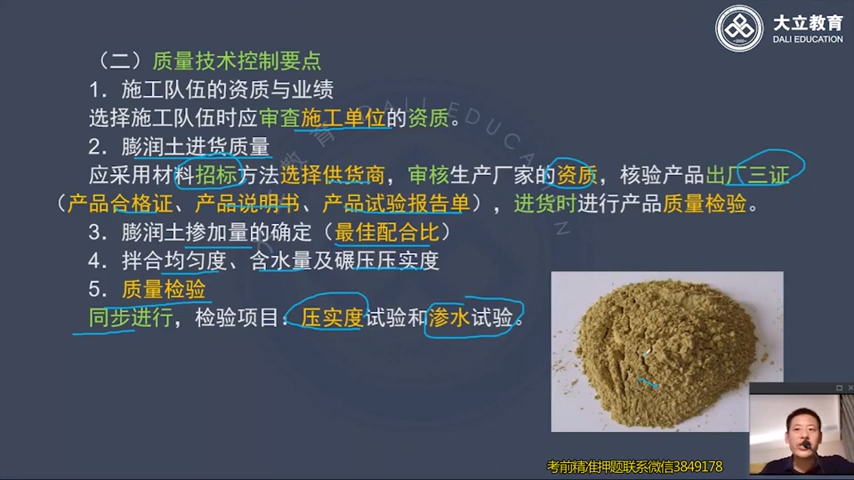 大立教育
DALI EDUCATION
（二）质量技术控制要点
1．施工队伍的资质与业绩
选择施工队伍时应审查施工单位的资质。
2．膨润土进货质量
应采用材料招标方法选择供货商，审核生产厂家的资质，核验产品出厂三证
（产品合格证、产品说明书、产品试验报告单），进货时进行产品质量检验。
3．膨润土掺加量的确定（最佳配合比）
4．拌合均匀度、含水量及碾压压实度
5．质量检验
同步进行，检验项目：压实度试验和渗水试验。
考前精准押题联系微信3849178